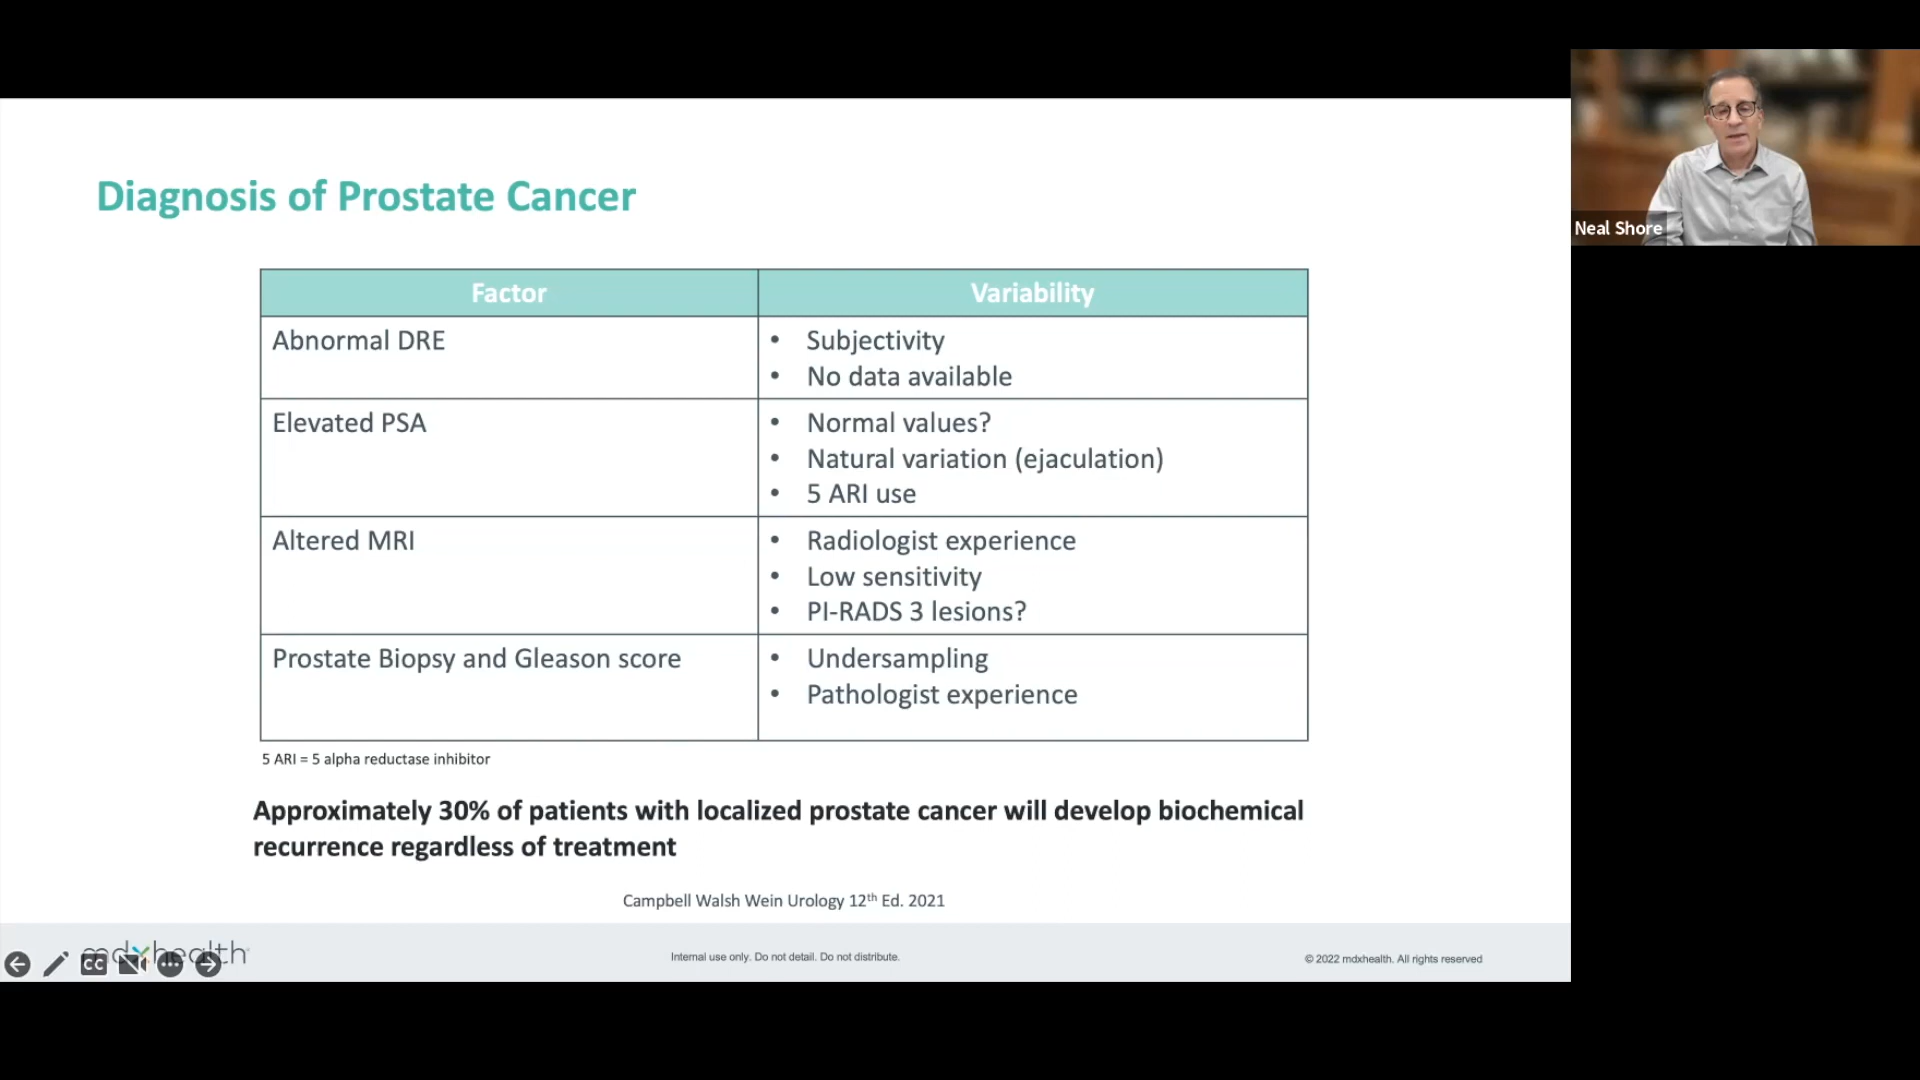 Diagnosis of Prostate Cancer
Neal Shore
Factor Variability
Abnormal DRE
• Subjectivity
• No data available
Elevated PSA
• Normal values?
• Natural variation (ejaculation)
• 5 ARI use
Altered MRI
• Radiologist experience
• Low sensitivity
• PI-RADS 3 lesions?
Prostate Biopsy and Gleason score
• Undersampling
• Pathologist experience
5 ARI = 5 alpha reductase inhibitor
Approximately 30% of patients with localized prostate cancer will develop biochemical
recurrence regardless of treatment
Campbell Walsh Wein Urology 12th Ed. 2021
mdxhealth
CC
Internal use only. Do not detail. Do not distribute.
© 2022 mdxhealth. All rights reserved